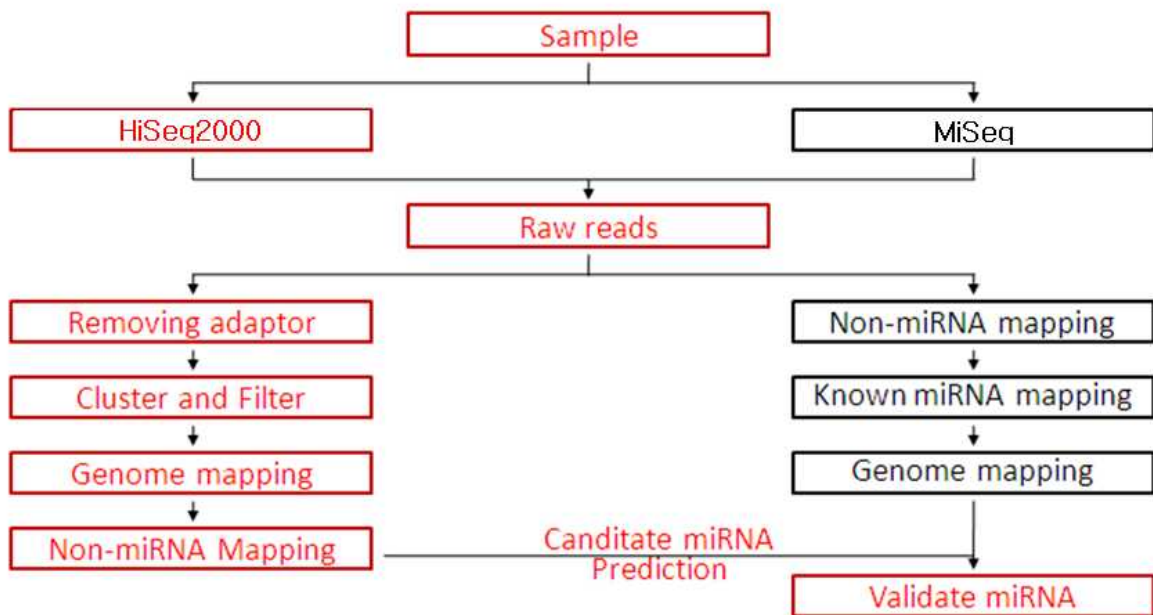 Sample
HiSeq2000
MiSeq
Raw reads
Removing adaptor
Non-miRNA mapping
Cluster and Filter
Known miRNA mapping
Genome mapping
Genome mapping
Non-miRNA Mapping
Canditate miRNA
Prediction
Validate miRNA